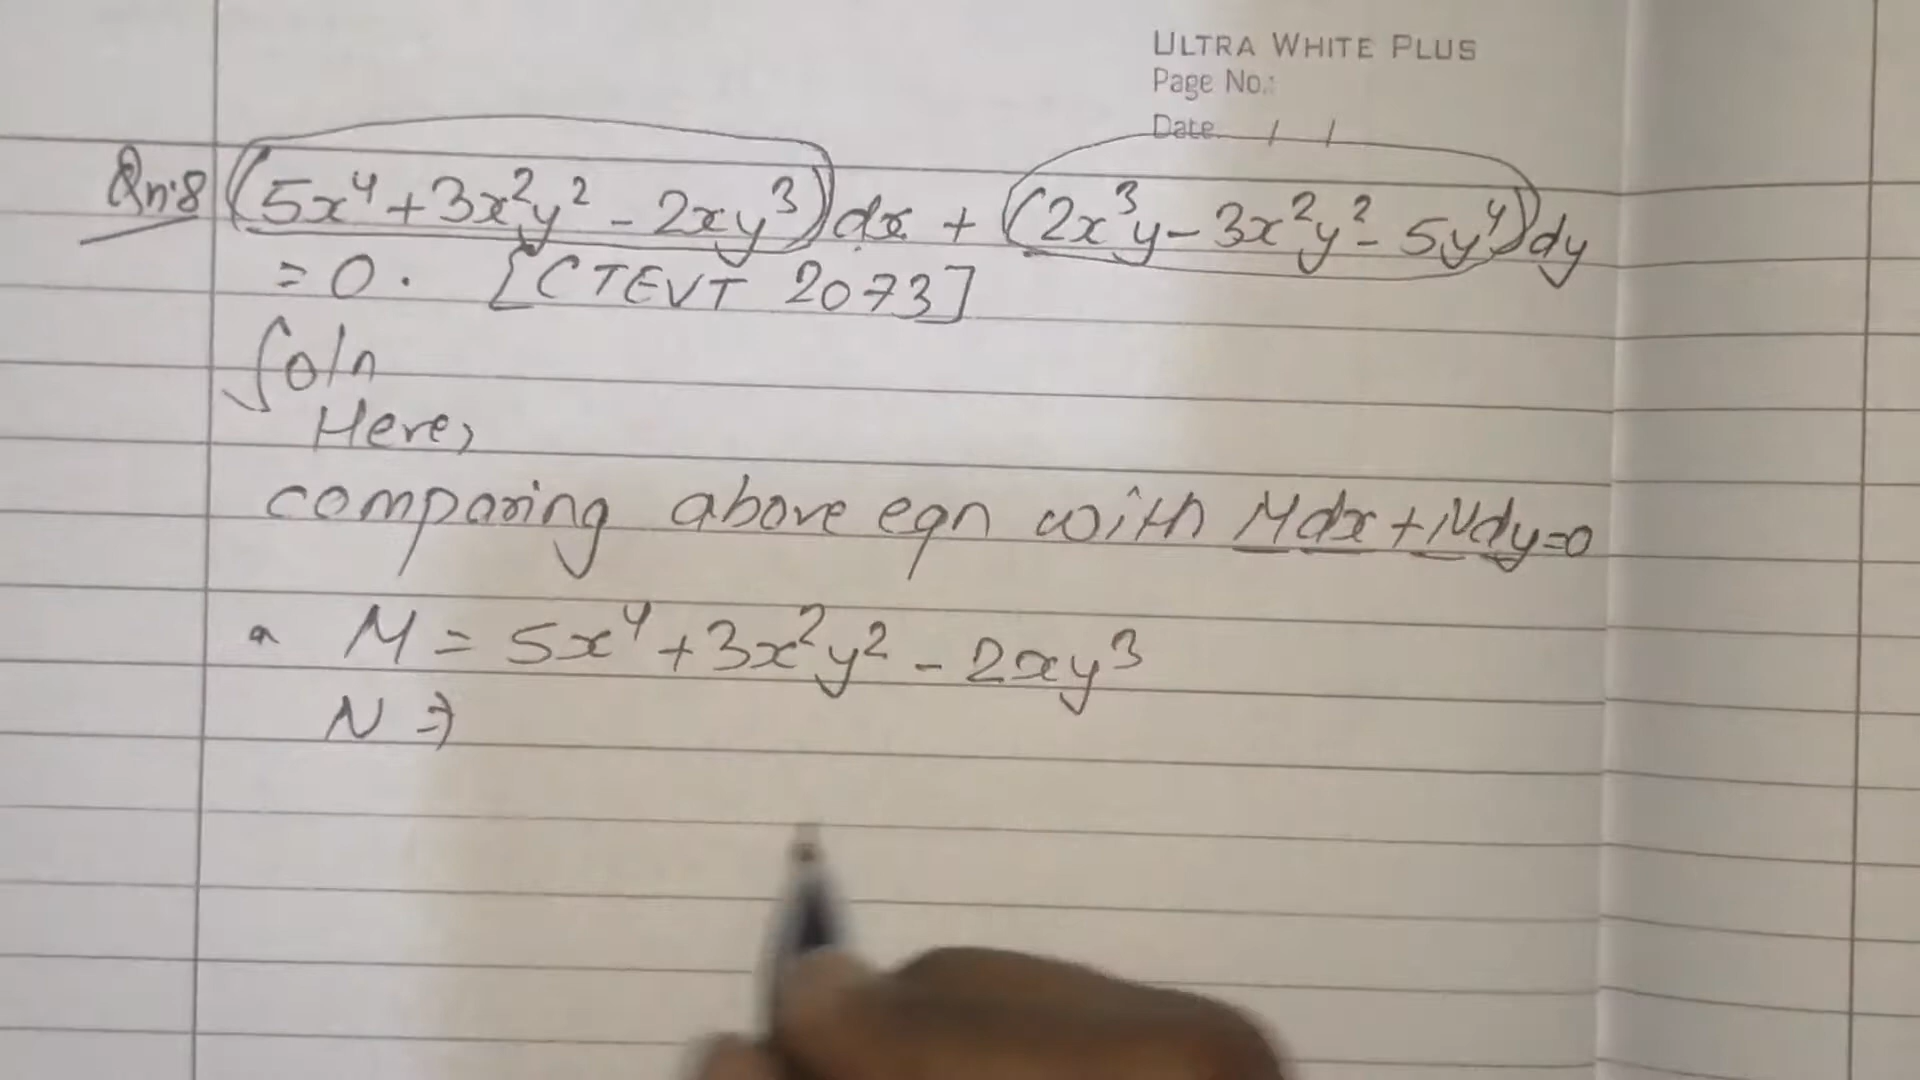 ULTRA WHITE PLUS
Page No.:
Date / /
Qn.8 (5x⁴ + 3x²y² - 2xy³)dx + (2x³y - 3x²y² - 5y⁴)dy
= 0. [CTEVT 2073]
Soln
Here,
comparing above eqn with Mdx + Ndy = 0
M = 5x⁴ + 3x²y² - 2xy³
N =)